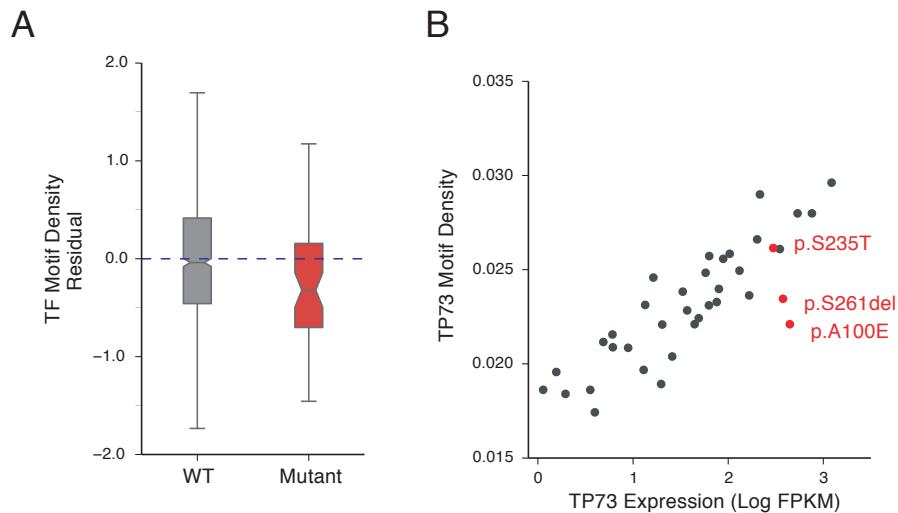 A
2.0
1.0
0.0
−1.0
−2.0
TF Motif Density
Residual
WT
Mutant
B
0.035
0.030
0.025
0.020
0.015
TP73 Motif Density
p.S235T
p.S261del
p.A100E
0
1
2
3
TP73 Expression (Log FPKM)